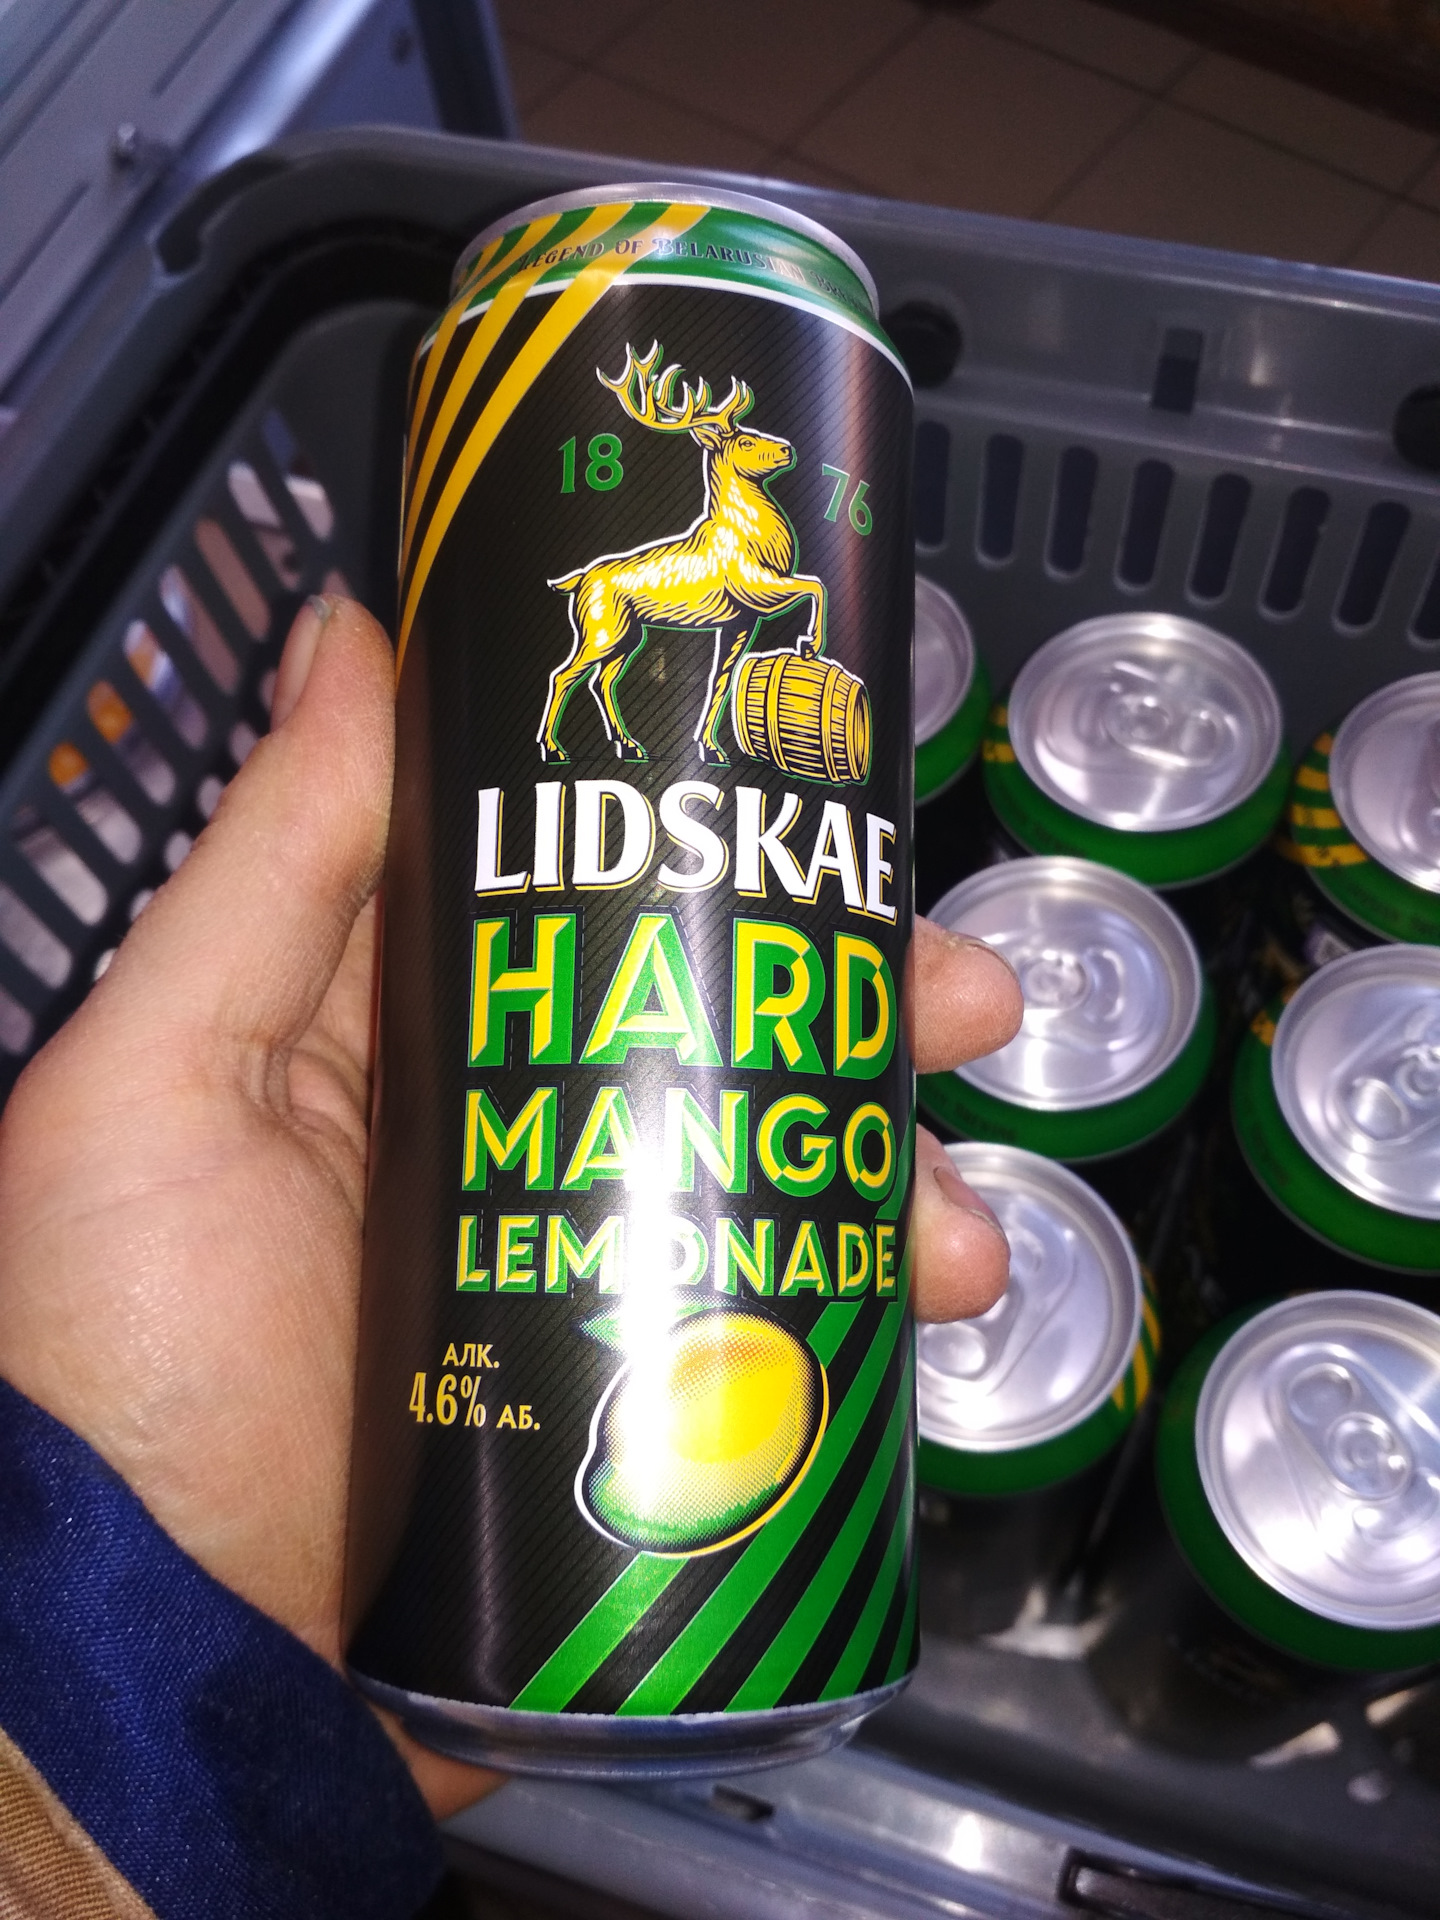 LEGEND OF BELARUSIAN
18 76
LIDSKAE
HARD
MANGO
LEMONADE
АЛК.
4.6% АБ.